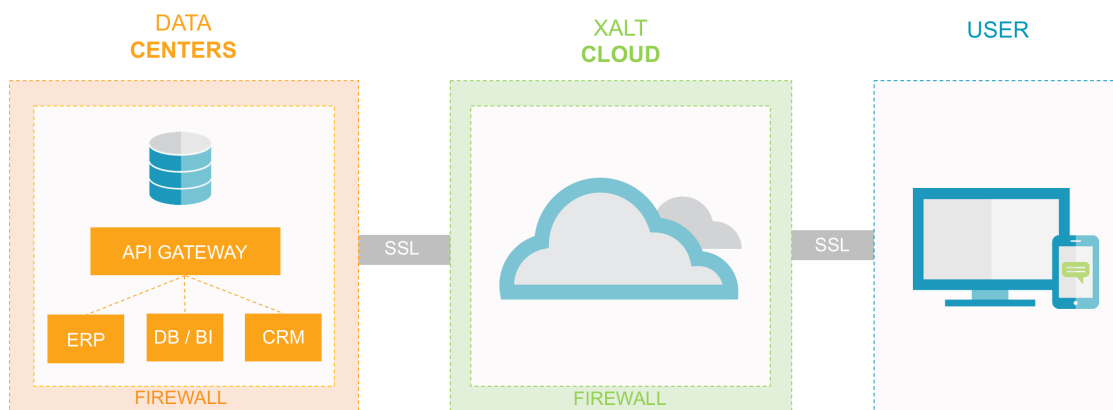 DATA
CENTERS
XALT
CLOUD
USER
API GATEWAY
SSL
SSL
ERP
DB / BI
CRM
FIREWALL
FIREWALL